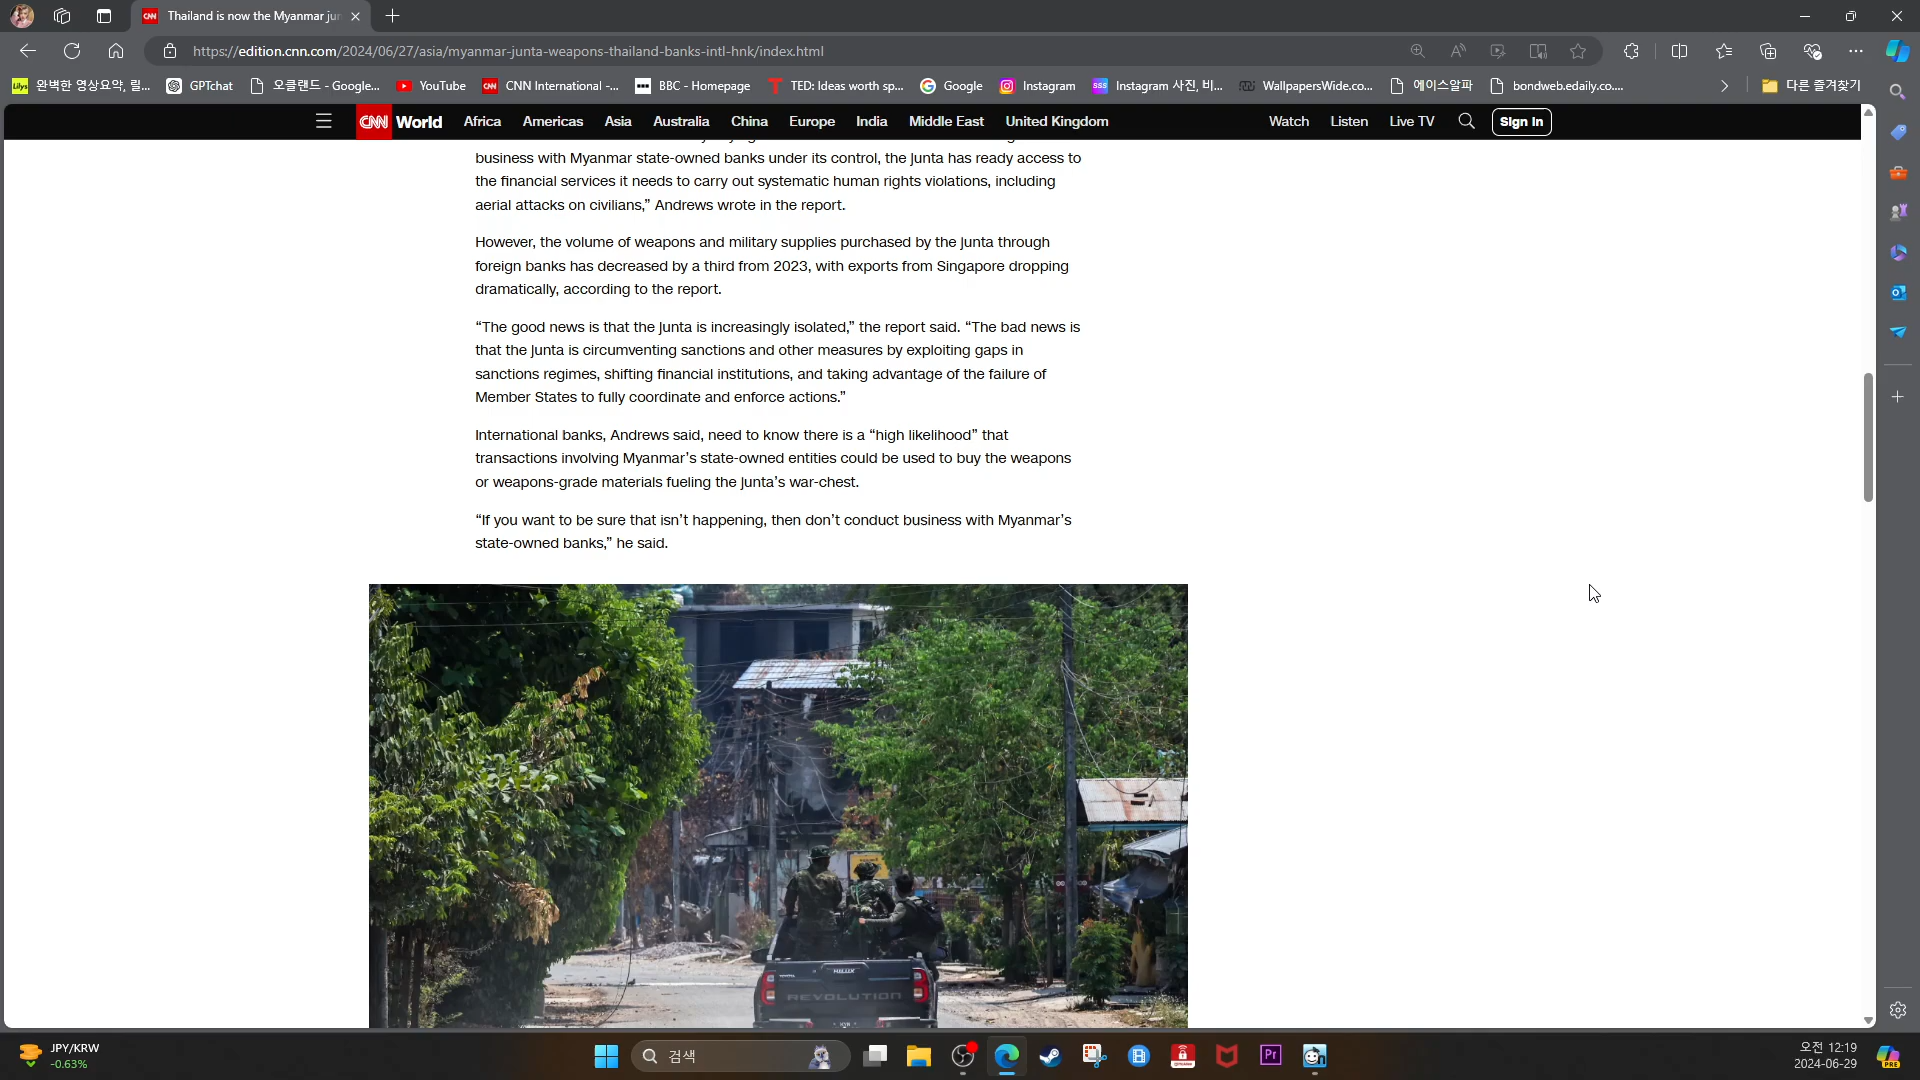 Thailand is now the Myanmar ju
https://edition.cnn.com/2024/06/27/asia/myanmar-junta-weapons-thailand-banks-intl-hnk/index.html
Lilys 완벽한 영상요약, 릴... GPTchat 오클랜드 - Google... YouTube CNN CNN International -... BBC - Homepage TED: Ideas worth sp... Google Instagram SSS Instagram 사진, 비... WallpapersWide.co... 에이스알파 bondweb.edaily.co.... 다른 즐겨찾기
CNN World Africa Americas Asia Australia China Europe India Middle East United Kingdom Watch Listen Live TV Sign in
business with Myanmar state-owned banks under its control, the junta has ready access to
the financial services it needs to carry out systematic human rights violations, including
aerial attacks on civilians,” Andrews wrote in the report.
However, the volume of weapons and military supplies purchased by the junta through
foreign banks has decreased by a third from 2023, with exports from Singapore dropping
dramatically, according to the report.
“The good news is that the junta is increasingly isolated,” the report said. “The bad news is
that the junta is circumventing sanctions and other measures by exploiting gaps in
sanctions regimes, shifting financial institutions, and taking advantage of the failure of
Member States to fully coordinate and enforce actions.”
International banks, Andrews said, need to know there is a “high likelihood” that
transactions involving Myanmar’s state-owned entities could be used to buy the weapons
or weapons-grade materials fueling the junta’s war-chest.
“If you want to be sure that isn’t happening, then don’t conduct business with Myanmar’s
state-owned banks,” he said.
TOYOTA HILUX
REVOLUTION
JPY/KRW
-0.63%
검색
Pr
오전 12:19
2024-06-29
PRE